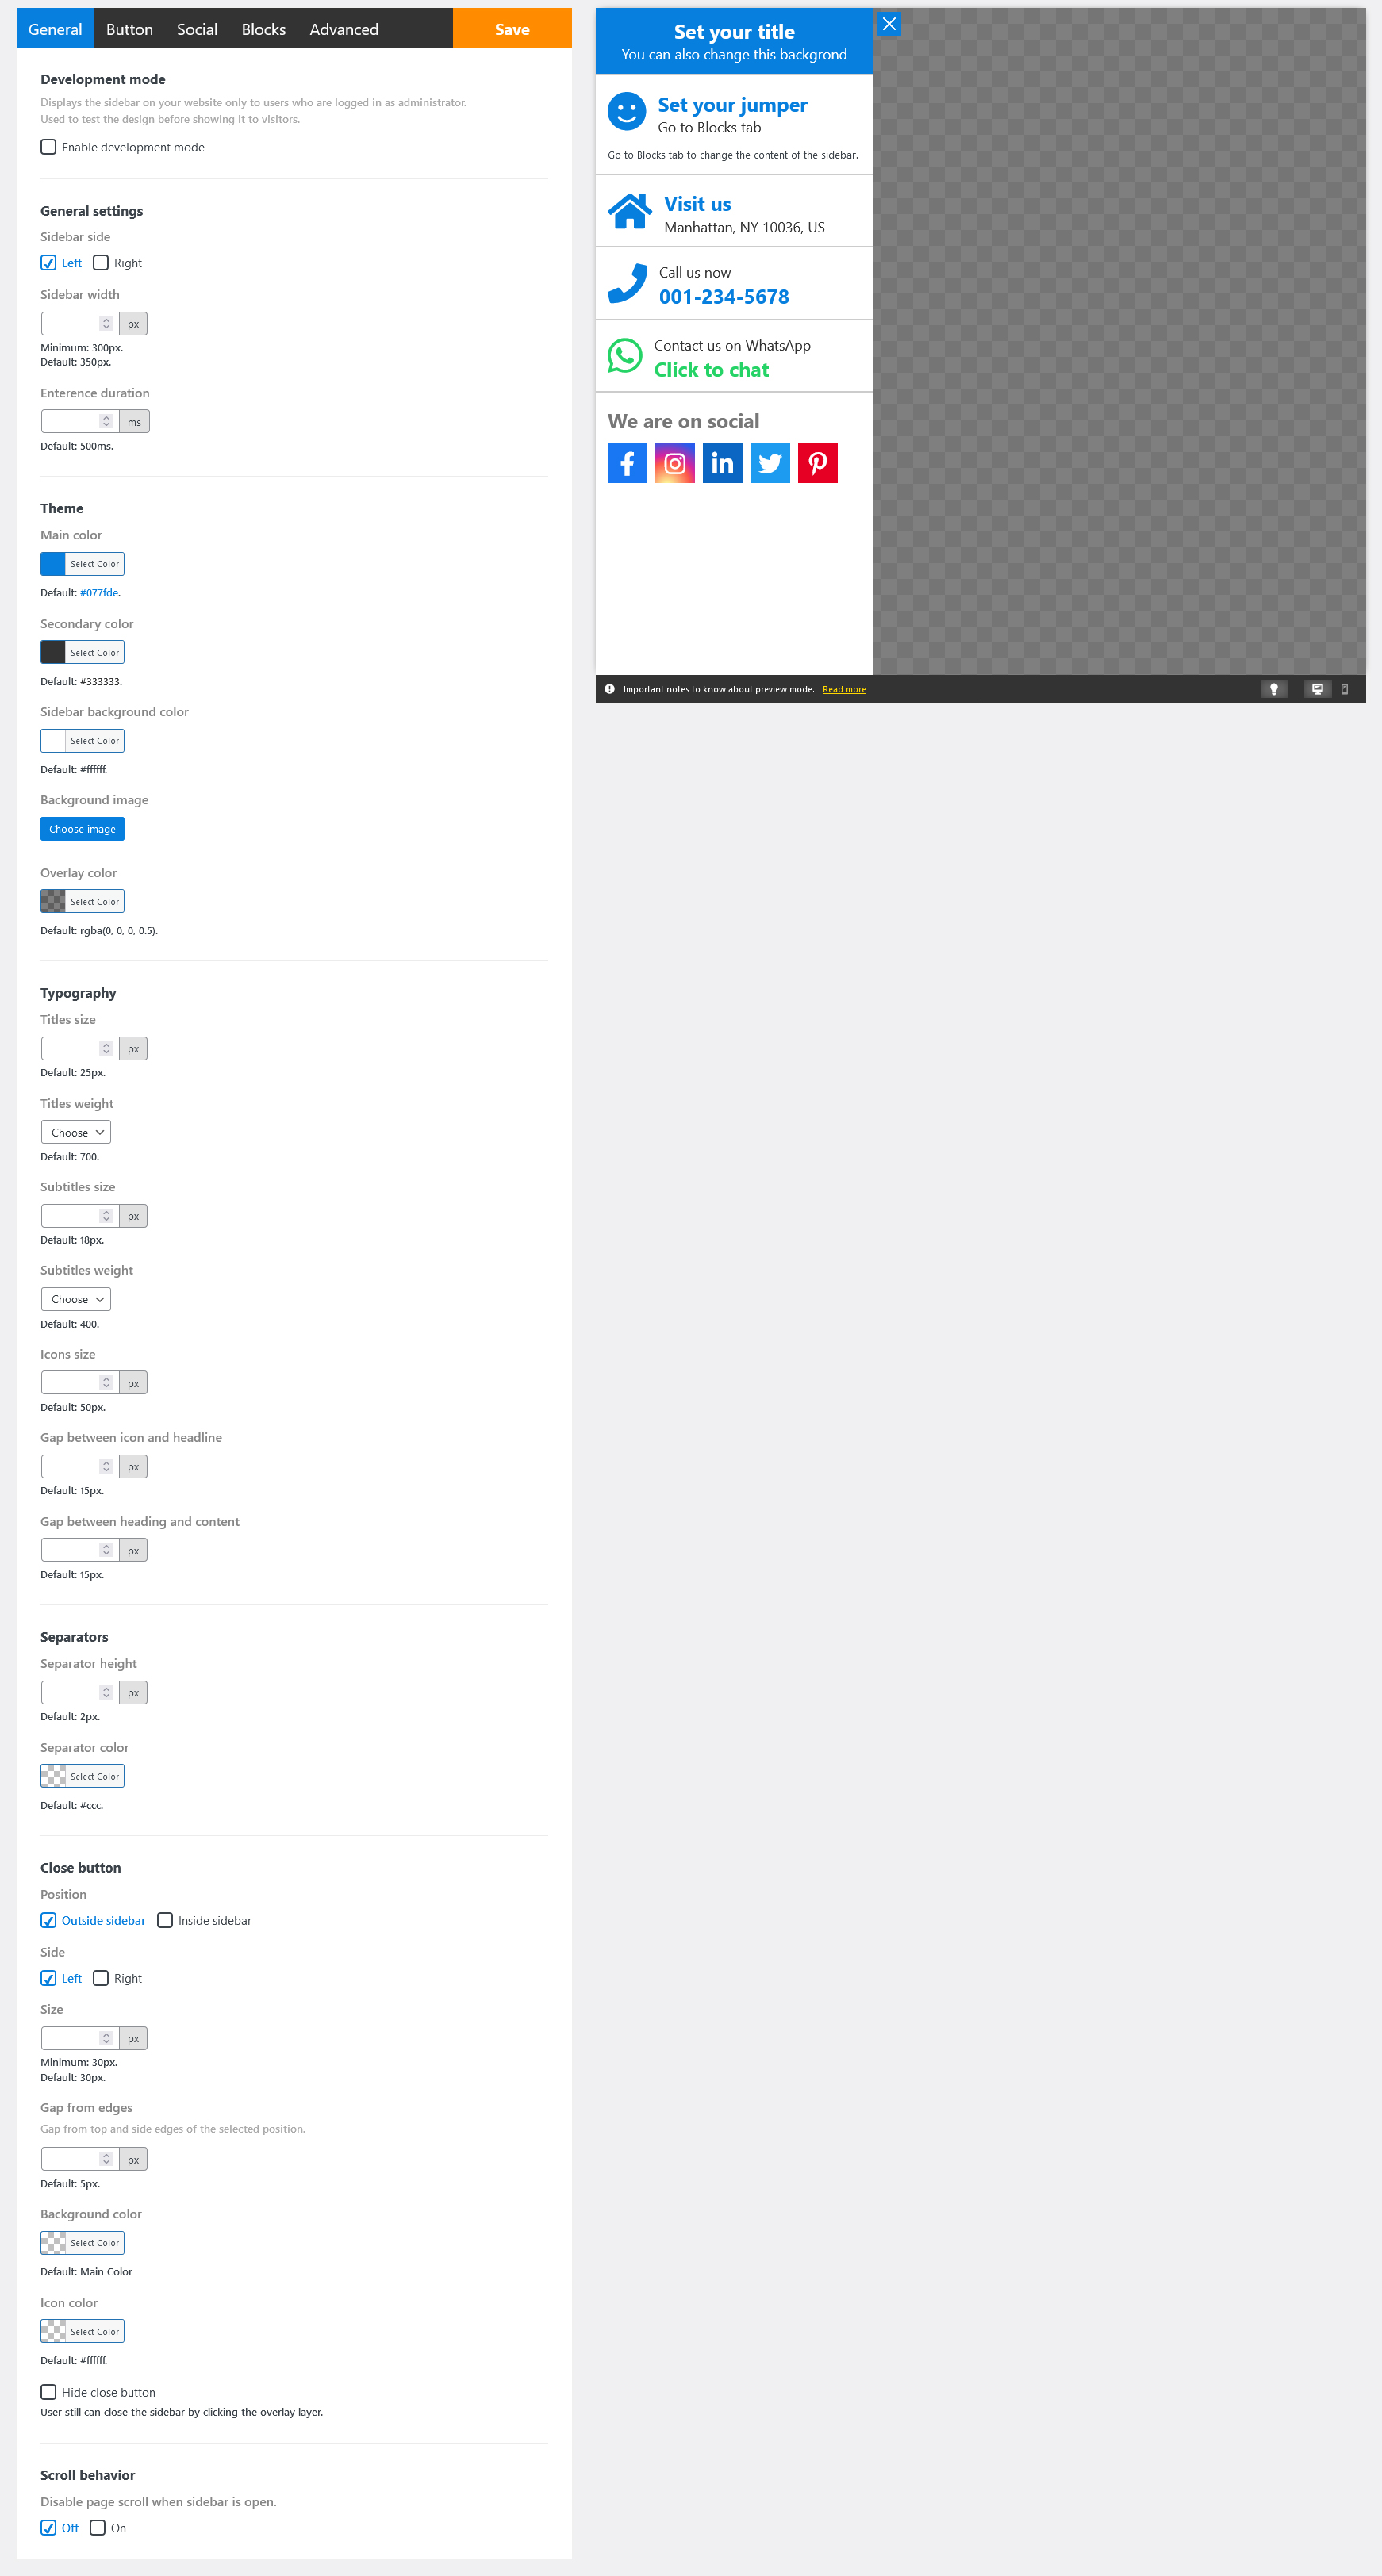 General
Button
Social
Blocks
Advanced
Save
Development mode
Displays the sidebar on your website only to users who are logged in as administrator.
Used to test the design before showing it to visitors.
Enable development mode
General settings
Sidebar side
Left
Right
Sidebar width
px
Minimum: 300px.
Default: 350px.
Enterence duration
ms
Default: 500ms.
Theme
Main color
Select Color
Default: #077fde.
Secondary color
Select Color
Default: #333333.
Sidebar background color
Select Color
Default: #ffffff.
Background image
Choose image
Overlay color
Select Color
Default: rgba(0, 0, 0, 0.5).
Typography
Titles size
px
Default: 25px.
Titles weight
Choose
Default: 700.
Subtitles size
px
Default: 18px.
Subtitles weight
Choose
Default: 400.
Icons size
px
Default: 50px.
Gap between icon and headline
px
Default: 15px.
Gap between heading and content
px
Default: 15px.
Separators
Separator height
px
Default: 2px.
Separator color
Select Color
Default: #ccc.
Close button
Position
Outside sidebar
Inside sidebar
Side
Left
Right
Size
px
Minimum: 30px.
Default: 30px.
Gap from edges
Gap from top and side edges of the selected position.
px
Default: 5px.
Background color
Select Color
Default: Main Color
Icon color
Select Color
Default: #ffffff.
Hide close button
User still can close the sidebar by clicking the overlay layer.
Scroll behavior
Disable page scroll when sidebar is open.
Off
On
Set your title
You can also change this backgrond
Set your jumper
Go to Blocks tab
Go to Blocks tab to change the content of the sidebar.
Visit us
Manhattan, NY 10036, US
Call us now
001-234-5678
Contact us on WhatsApp
Click to chat
We are on social
Important notes to know about preview mode. Read more